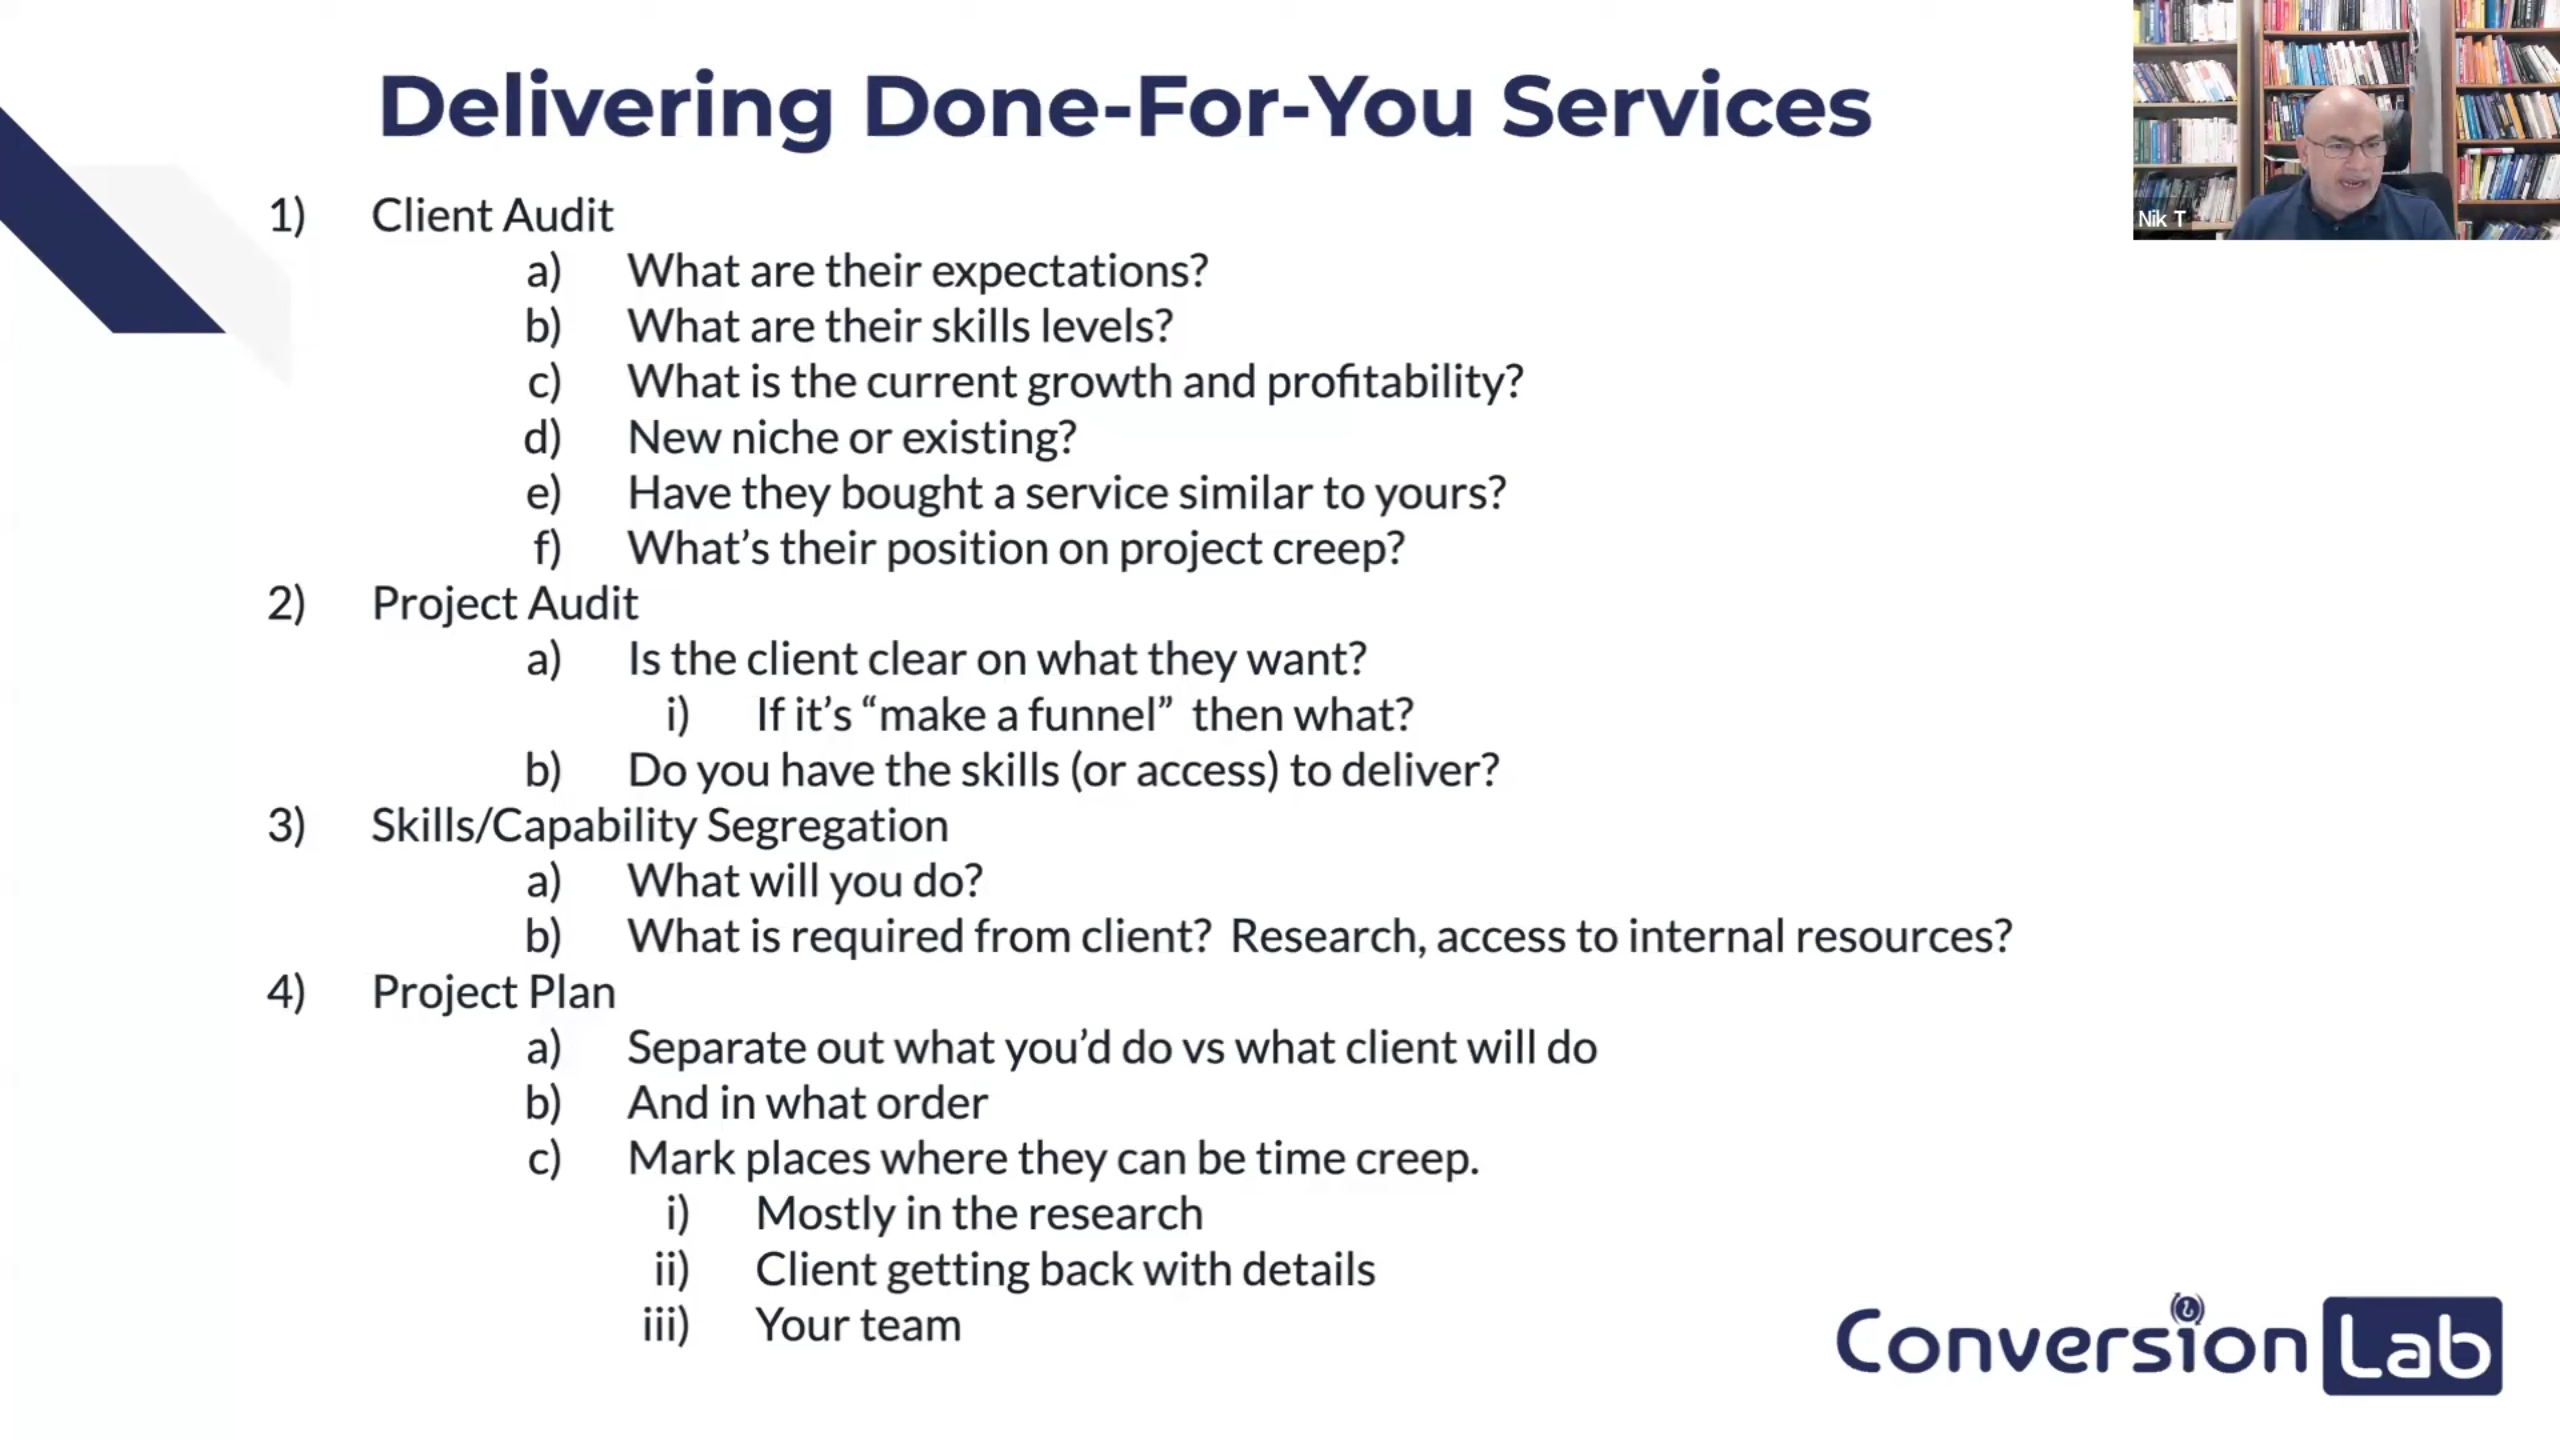 Delivering Done-For-You Services
Nik T
1) Client Audit
a) What are their expectations?
b) What are their skills levels?
c) What is the current growth and profitability?
d) New niche or existing?
e) Have they bought a service similar to yours?
f) What’s their position on project creep?
2) Project Audit
a) Is the client clear on what they want?
i) If it’s “make a funnel” then what?
b) Do you have the skills (or access) to deliver?
3) Skills/Capability Segregation
a) What will you do?
b) What is required from client? Research, access to internal resources?
4) Project Plan
a) Separate out what you’d do vs what client will do
b) And in what order
c) Mark places where they can be time creep.
i) Mostly in the research
ii) Client getting back with details
iii) Your team
Conversion Lab